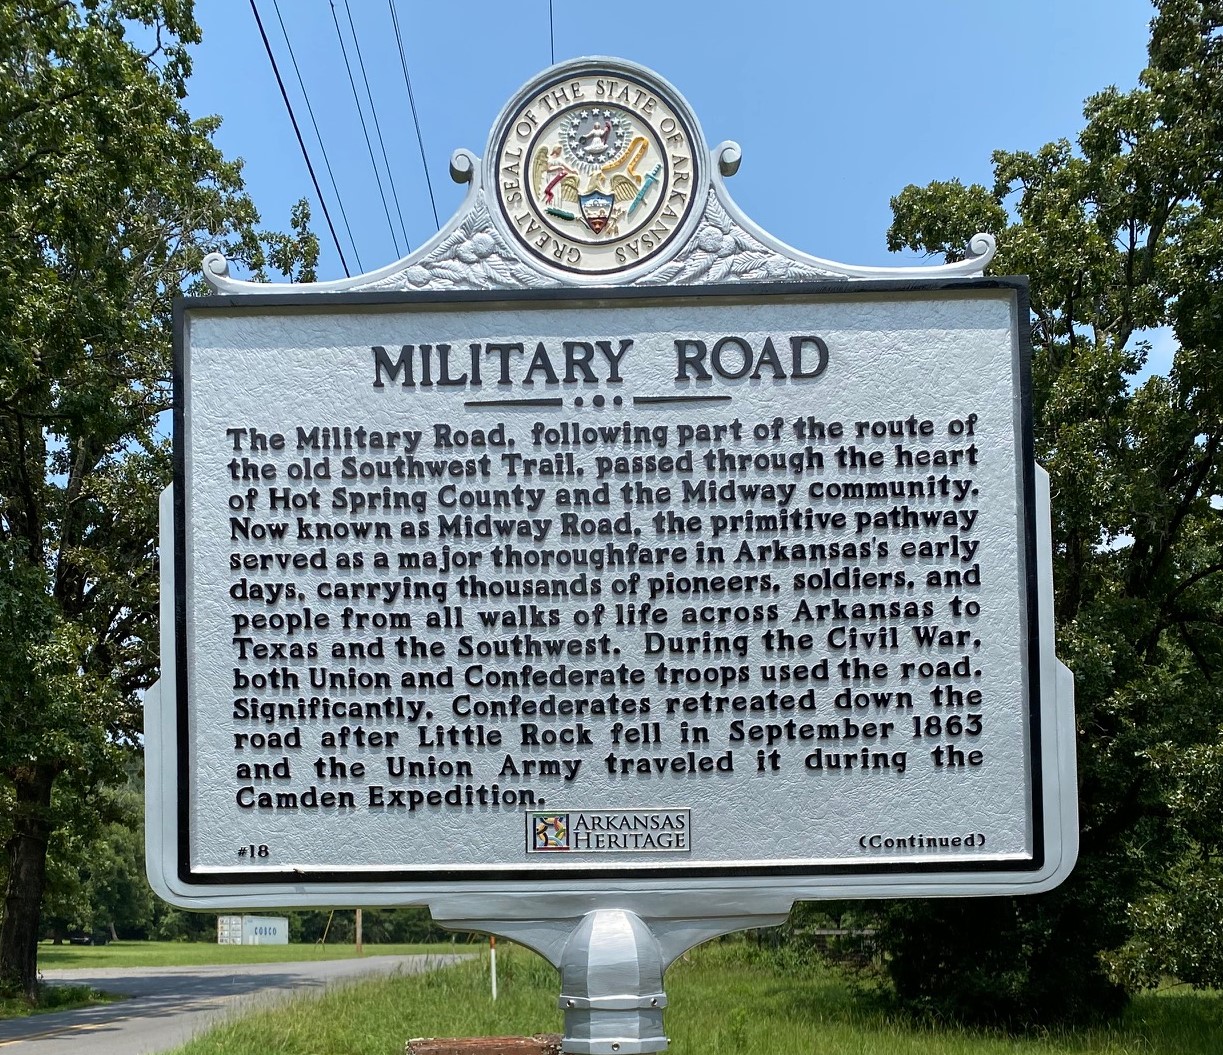 GREAT SEAL OF THE STATE OF ARKANSAS
MILITARY ROAD
The Military Road, following part of the route of
the old Southwest Trail, passed through the heart
of Hot Spring County and the Midway community.
Now known as Midway Road, the primitive pathway
served as a major thoroughfare in Arkansas's early
days, carrying thousands of pioneers, soldiers, and
people from all walks of life across Arkansas to
Texas and the Southwest. During the Civil War,
both Union and Confederate troops used the road.
Significantly, Confederates retreated down the
road after Little Rock fell in September 1863
and the Union Army traveled it during the
Camden Expedition.
ARKANSAS
HERITAGE
#18
(Continued)
COSCO